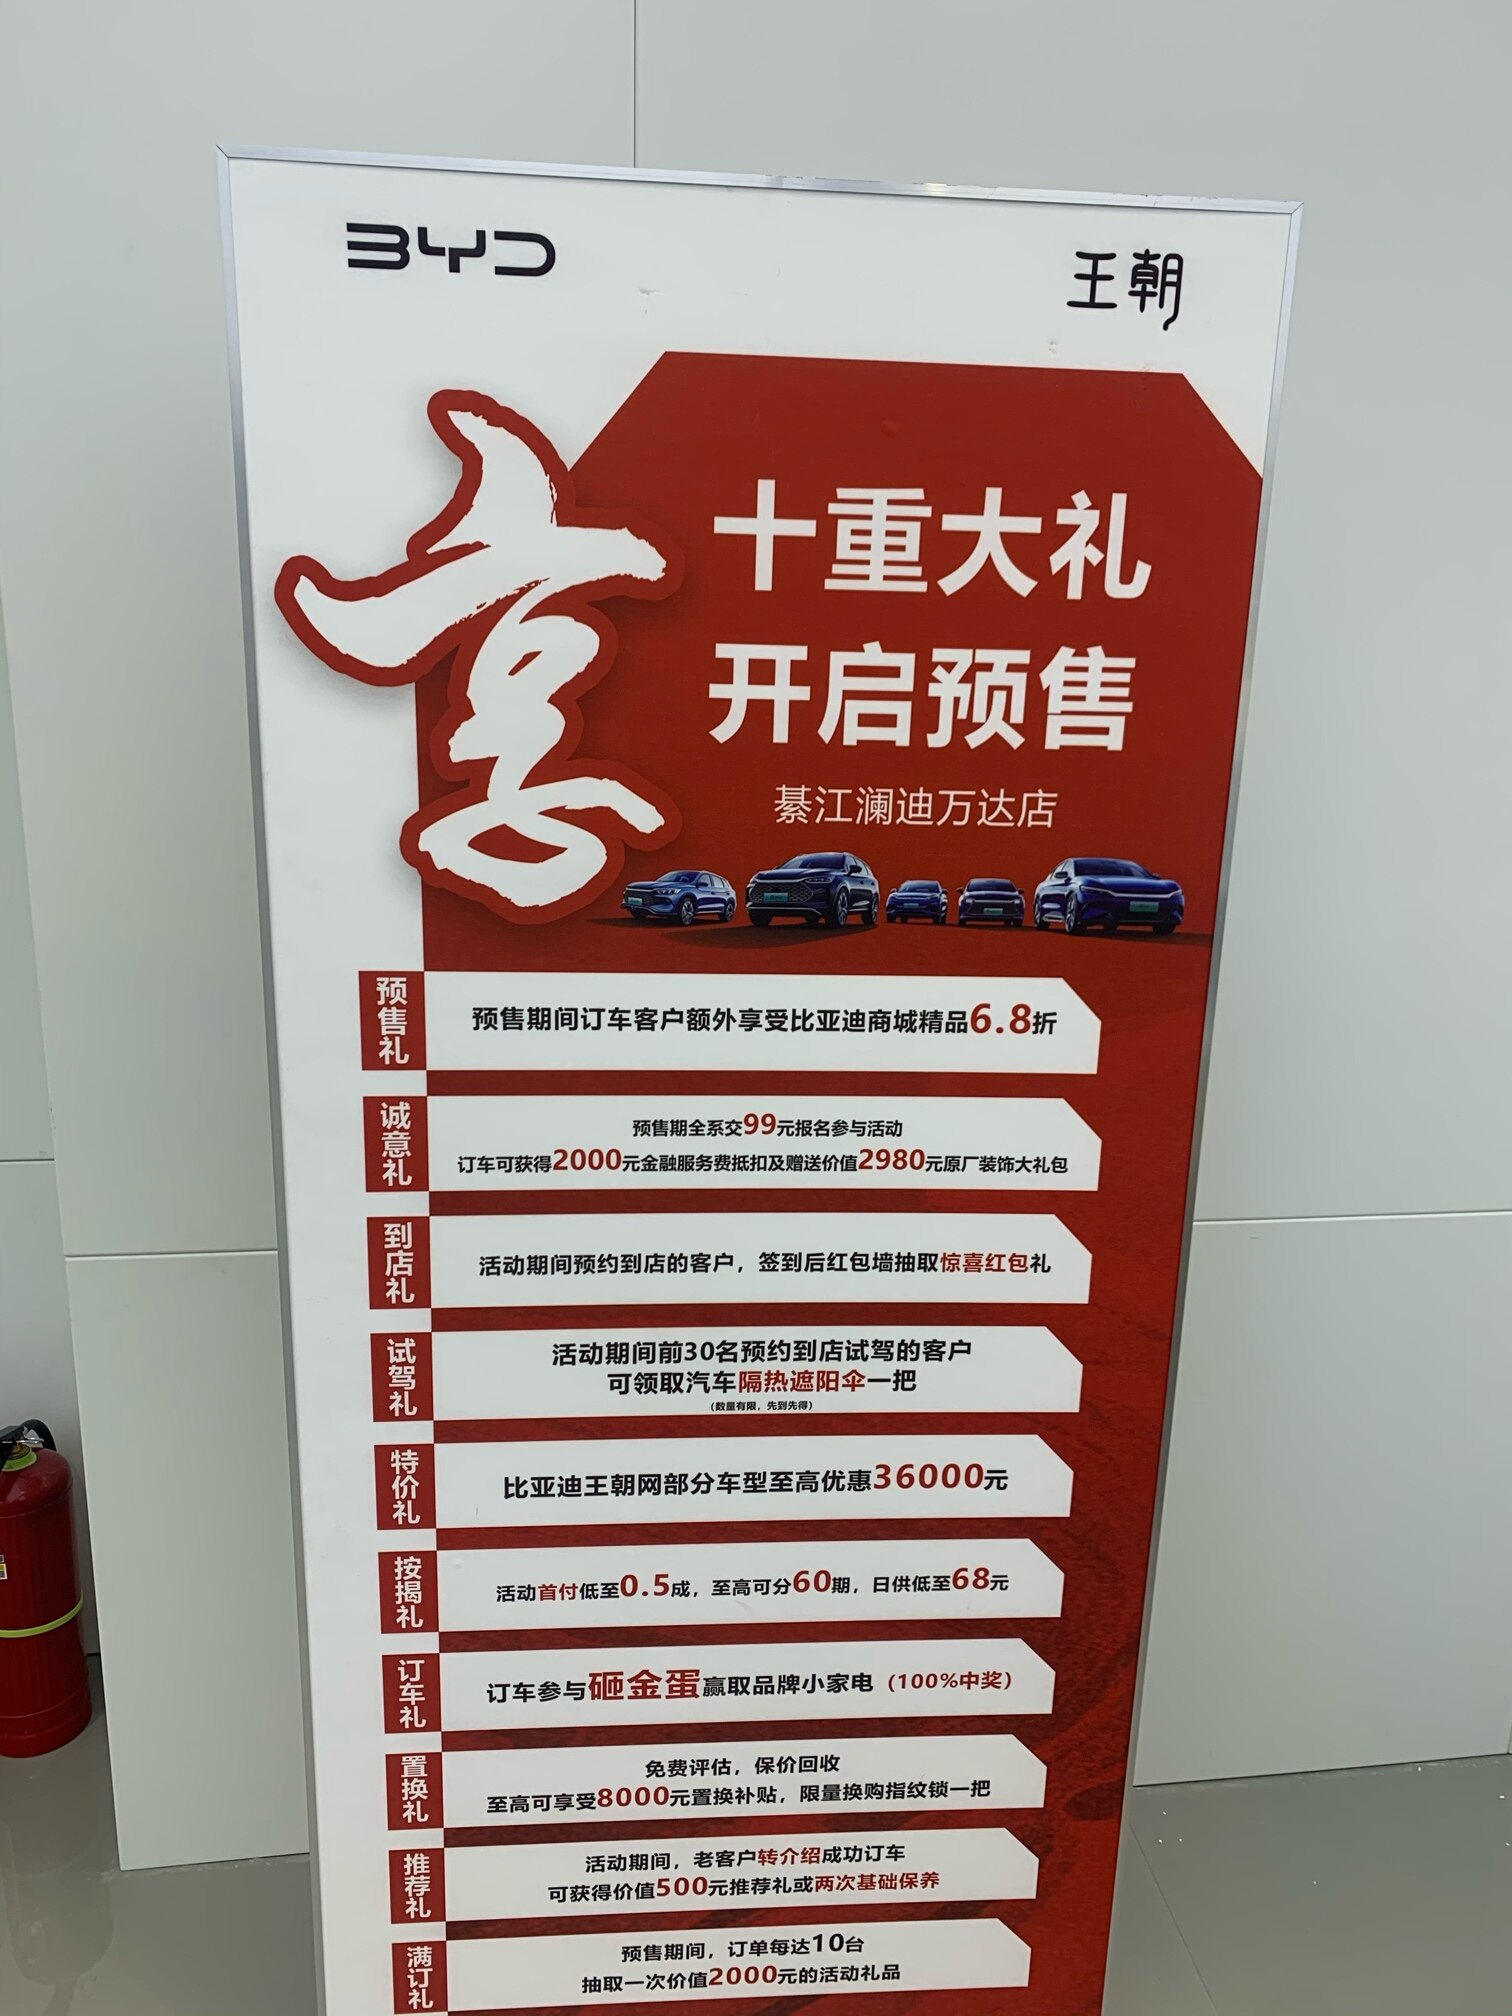 BYD
王朝
享
十重大礼
开启预售
綦江澜迪万达店
预售礼
预售期间订车客户额外享受比亚迪商城精品6.8折
诚意礼
预售期全系交99元报名参与活动
订车可获得2000元金融服务费抵扣及赠送价值2980元原厂装饰大礼包
到店礼
活动期间预约到店的客户，签到后红包墙抽取惊喜红包礼
试驾礼
活动期间前30名预约到店试驾的客户
可领取汽车隔热遮阳伞一把
（数量有限，先到先得）
特价礼
比亚迪王朝网部分车型至高优惠36000元
按揭礼
活动首付低至0.5成，至高可分60期，日供低至68元
订车礼
订车参与砸金蛋赢取品牌小家电（100%中奖）
置换礼
免费评估，保价回收
至高可享受8000元置换补贴，限量换购指纹锁一把
推荐礼
活动期间，老客户转介绍成功订车
可获得价值500元推荐礼或两次基础保养
满订礼
预售期间，订单每达10台
抽取一次价值2000元的活动礼品